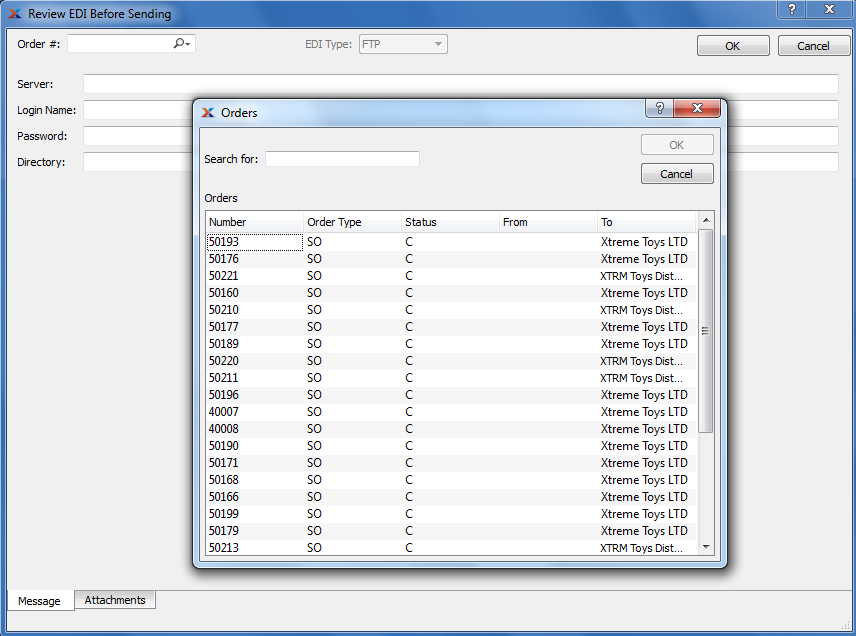 Review EDI Before Sending
Order #: EDI Type: FTP OK Cancel
Server:
Login Name:
Password:
Directory:
Orders
OK
Search for:
Cancel
Orders
Number Order Type Status From To
50193 SO C Xtreme Toys LTD
50176 SO C Xtreme Toys LTD
50221 SO C XTRM Toys Dist...
50160 SO C Xtreme Toys LTD
50210 SO C XTRM Toys Dist...
50177 SO C Xtreme Toys LTD
50189 SO C Xtreme Toys LTD
50220 SO C XTRM Toys Dist...
50211 SO C XTRM Toys Dist...
50196 SO C Xtreme Toys LTD
40007 SO C Xtreme Toys LTD
40008 SO C Xtreme Toys LTD
50190 SO C Xtreme Toys LTD
50171 SO C Xtreme Toys LTD
50168 SO C Xtreme Toys LTD
50166 SO C Xtreme Toys LTD
50199 SO C Xtreme Toys LTD
50179 SO C Xtreme Toys LTD
50213 SO C XTRM Toys Dist...
Message Attachments